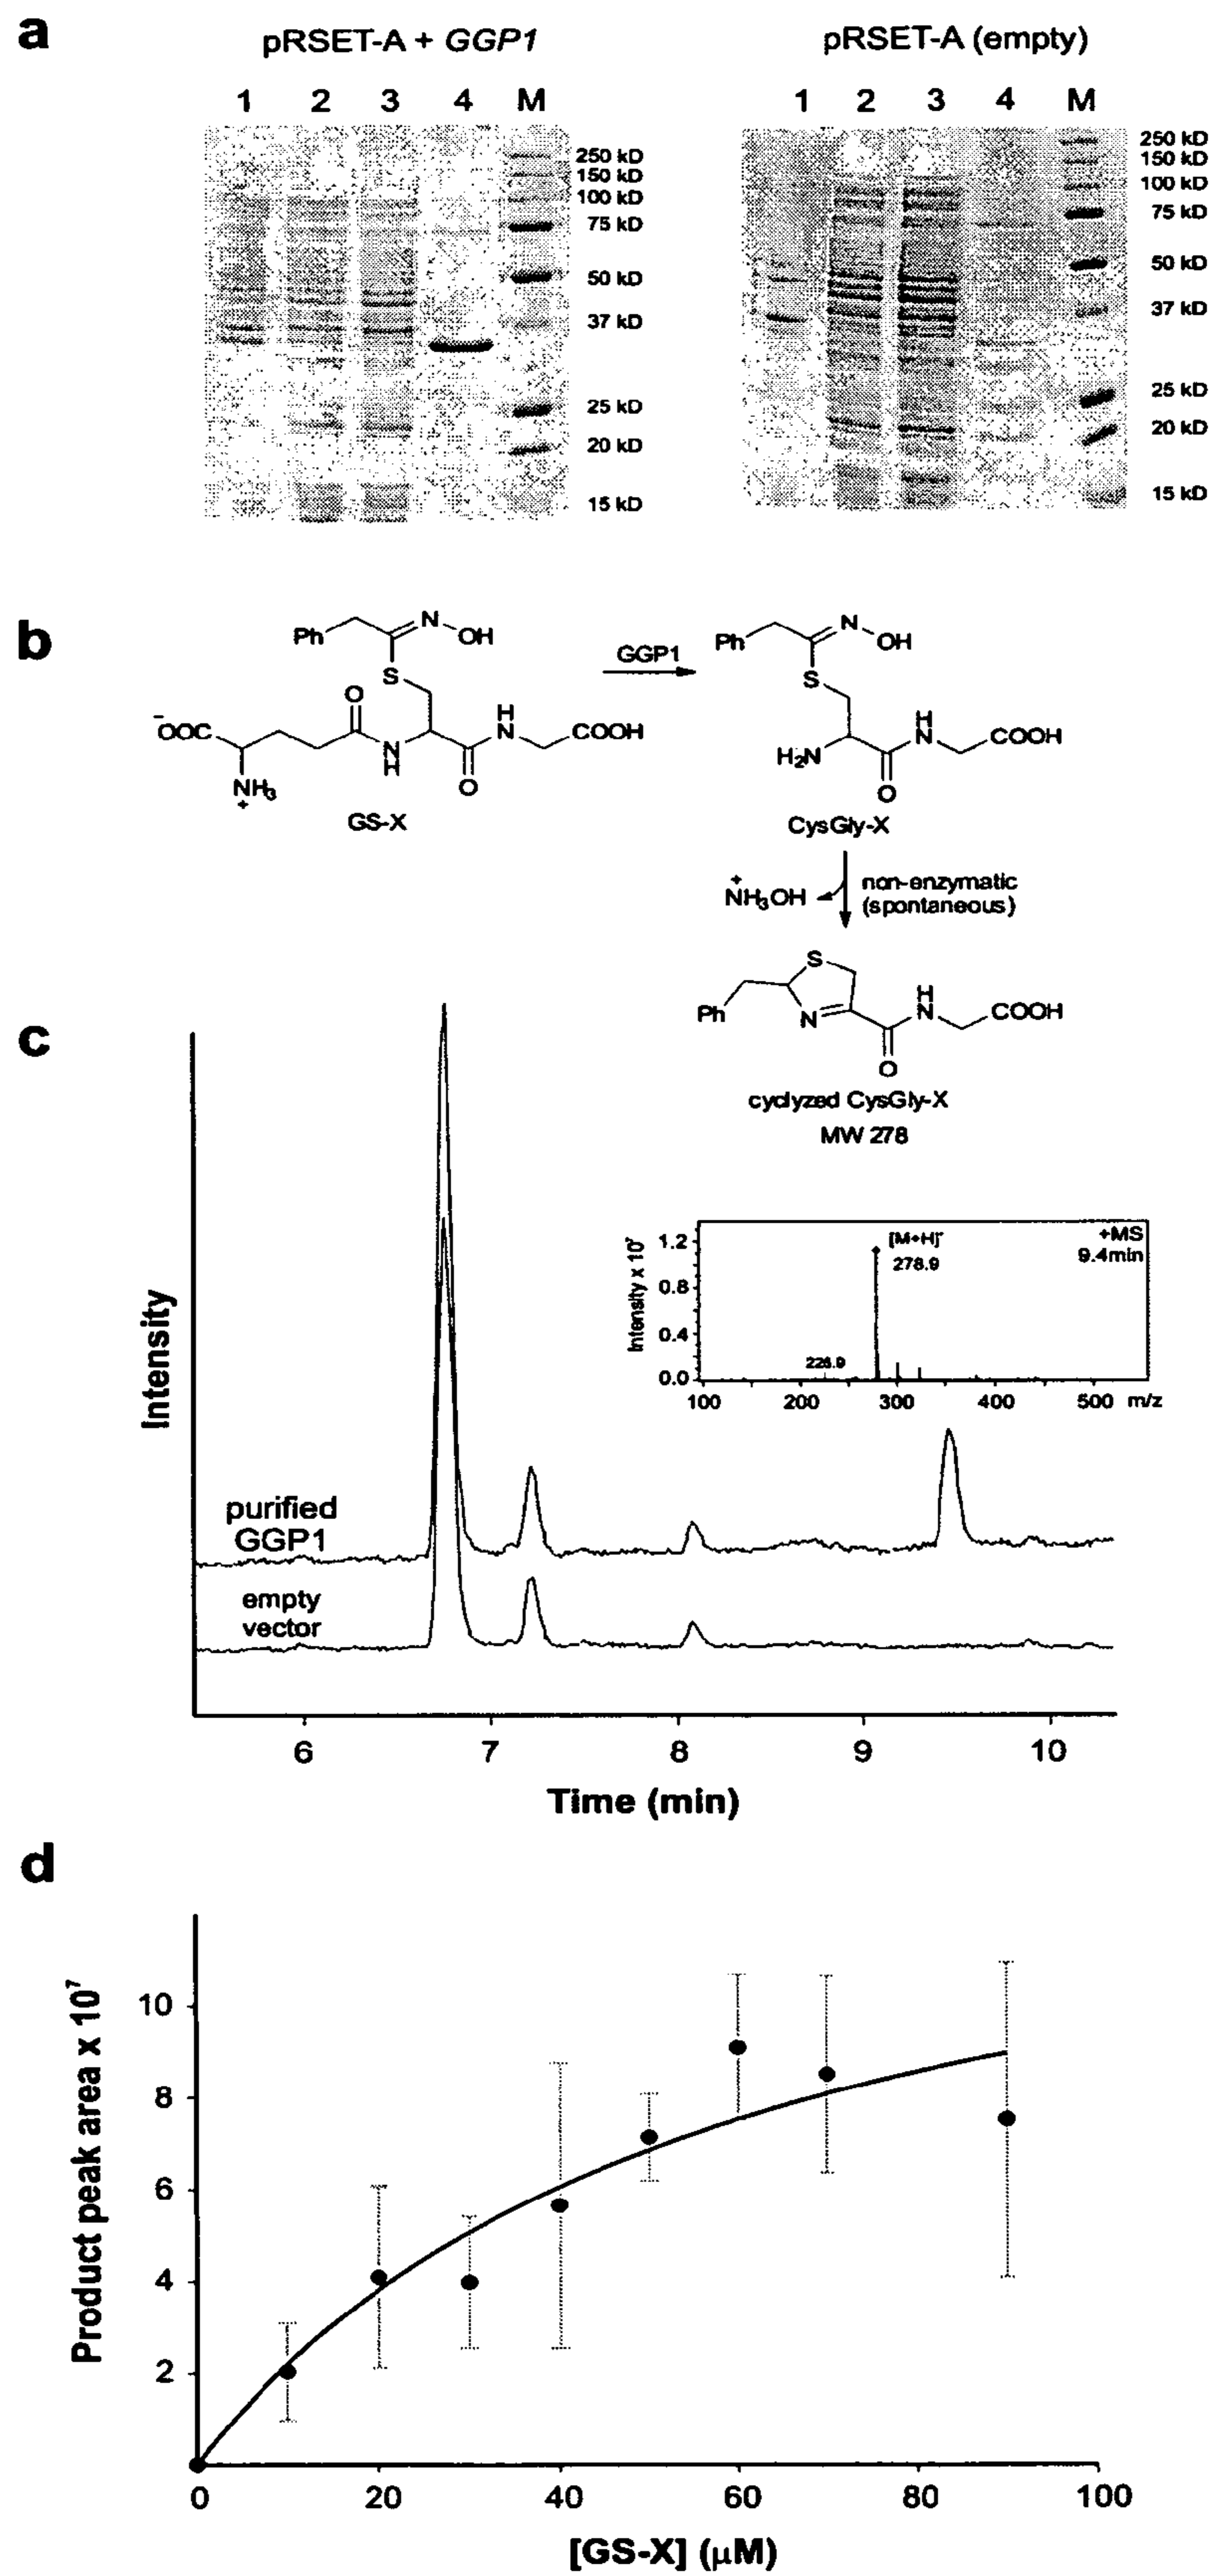 a
pRSET-A + GGP1
pRSET-A (empty)
1 2 3 4 M
1 2 3 4 M
250 kD
150 kD
100 kD
75 kD
50 kD
37 kD
25 kD
20 kD
15 kD
250 kD
150 kD
100 kD
75 kD
50 kD
37 kD
25 kD
20 kD
15 kD
b
Ph
N
OH
S
O
-OOC
N
H
H
N
COOH
NH3
+
O
GS-X
GGP1
Ph
N
OH
S
H2N
H
N
COOH
O
CysGly-X
+
NH3OH
non-enzymatic
(spontaneous)
S
Ph
N
H
N
COOH
O
cyclyzed CysGly-X
MW 278
c
Intensity
Intensity x 10^7
1.2
0.8
0.4
0.0
[M+H]+
278.9
+MS
9.4min
226.9
100 200 300 400 500 m/z
purified
GGP1
empty
vector
6 7 8 9 10
Time (min)
d
Product peak area x 10^7
10
8
6
4
2
0 20 40 60 80 100
[GS-X] (μM)